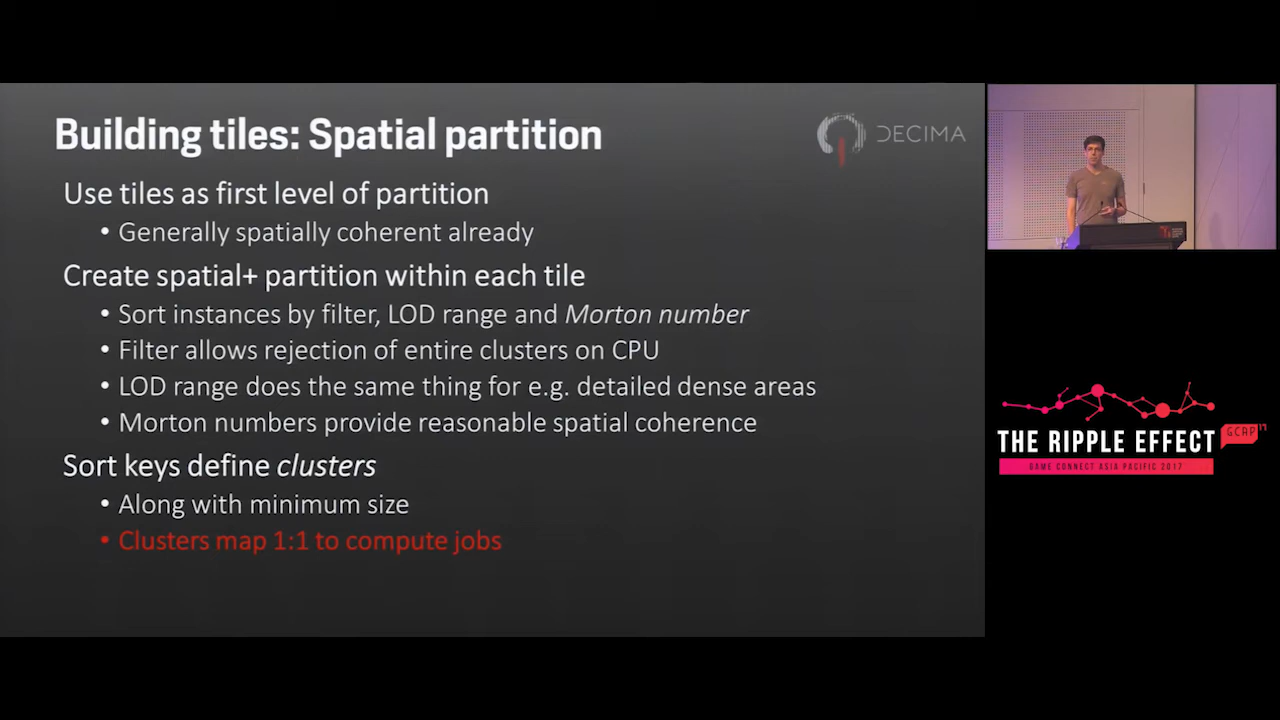 Building tiles: Spatial partition
DECIMA
Use tiles as first level of partition
• Generally spatially coherent already
Create spatial+ partition within each tile
• Sort instances by filter, LOD range and Morton number
• Filter allows rejection of entire clusters on CPU
• LOD range does the same thing for e.g. detailed dense areas
• Morton numbers provide reasonable spatial coherence
Sort keys define clusters
• Along with minimum size
• Clusters map 1:1 to compute jobs
THE RIPPLE EFFECT
GCAP17
GAME CONNECT ASIA PACIFIC 2017